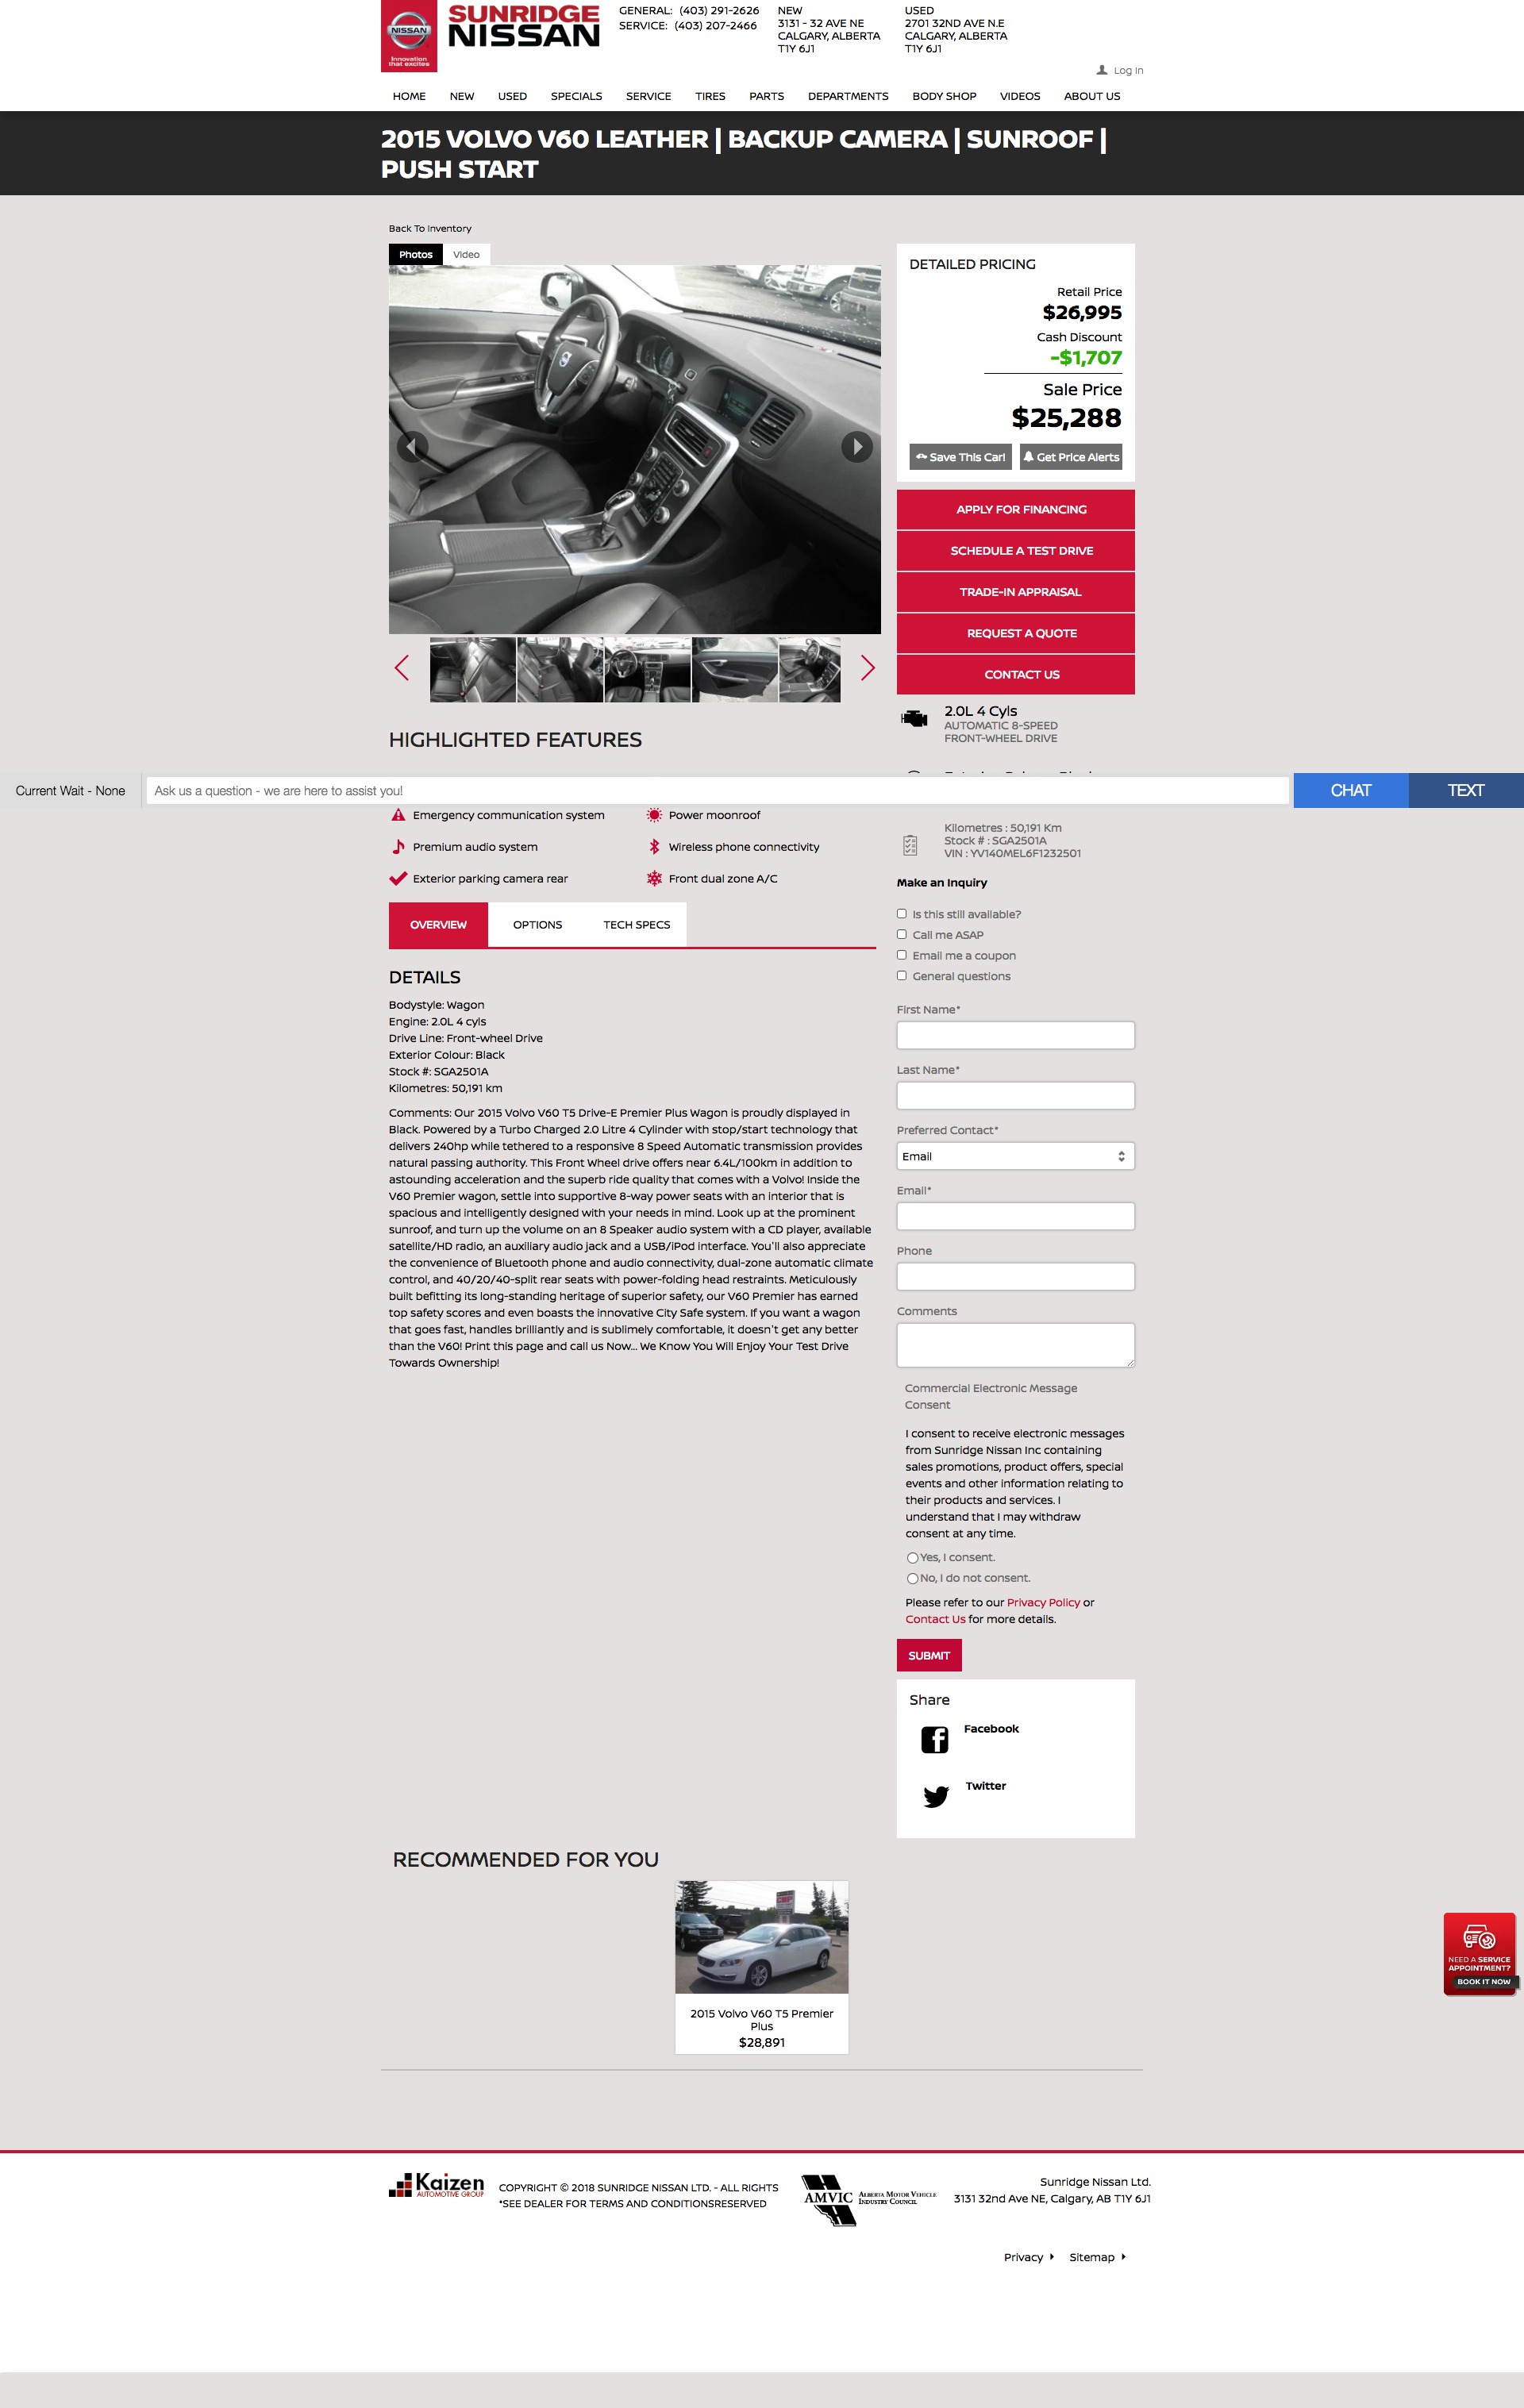 NISSAN
Innovation
that excites
SUNRIDGE
NISSAN
GENERAL: (403) 291-2626
SERVICE: (403) 207-2466
NEW
3131 - 32 AVE NE
CALGARY, ALBERTA
T1Y 6J1
USED
2701 32ND AVE N.E
CALGARY, ALBERTA
T1Y 6J1
Log In
HOME NEW USED SPECIALS SERVICE TIRES PARTS DEPARTMENTS BODY SHOP VIDEOS ABOUT US
2015 VOLVO V60 LEATHER | BACKUP CAMERA | SUNROOF |
PUSH START
Back To Inventory
Photos Video
DETAILED PRICING
Retail Price
$26,995
Cash Discount
-$1,707
Sale Price
$25,288
Save This Car! Get Price Alerts
APPLY FOR FINANCING
SCHEDULE A TEST DRIVE
TRADE-IN APPRAISAL
REQUEST A QUOTE
CONTACT US
2.0L 4 Cyls
AUTOMATIC 8-SPEED
FRONT-WHEEL DRIVE
HIGHLIGHTED FEATURES
Current Wait - None
Ask us a question - we are here to assist you!
CHAT TEXT
Emergency communication system
Power moonroof
Premium audio system
Wireless phone connectivity
Exterior parking camera rear
Front dual zone A/C
Kilometres : 50,191 Km
Stock # : SGA2501A
VIN : YV140MEL6F1232501
OVERVIEW OPTIONS TECH SPECS
DETAILS
Bodystyle: Wagon
Engine: 2.0L 4 cyls
Drive Line: Front-wheel Drive
Exterior Colour: Black
Stock #: SGA2501A
Kilometres: 50,191 km
Comments: Our 2015 Volvo V60 T5 Drive-E Premier Plus Wagon is proudly displayed in
Black. Powered by a Turbo Charged 2.0 Litre 4 Cylinder with stop/start technology that
delivers 240hp while tethered to a responsive 8 Speed Automatic transmission provides
natural passing authority. This Front Wheel drive offers near 6.4L/100km in addition to
astounding acceleration and the superb ride quality that comes with a Volvo! Inside the
V60 Premier wagon, settle into supportive 8-way power seats with an interior that is
spacious and intelligently designed with your needs in mind. Look up at the prominent
sunroof, and turn up the volume on an 8 Speaker audio system with a CD player, available
satellite/HD radio, an auxiliary audio jack and a USB/iPod interface. You'll also appreciate
the convenience of Bluetooth phone and audio connectivity, dual-zone automatic climate
control, and 40/20/40-split rear seats with power-folding head restraints. Meticulously
built befitting its long-standing heritage of superior safety, our V60 Premier has earned
top safety scores and even boasts the innovative City Safe system. If you want a wagon
that goes fast, handles brilliantly and is sublimely comfortable, it doesn't get any better
than the V60! Print this page and call us Now... We Know You Will Enjoy Your Test Drive
Towards Ownership!
Make an Inquiry
Is this still available?
Call me ASAP
Email me a coupon
General questions
First Name*
Last Name*
Preferred Contact*
Email
Email*
Phone
Comments
Commercial Electronic Message
Consent
I consent to receive electronic messages
from Sunridge Nissan Inc containing
sales promotions, product offers, special
events and other information relating to
their products and services. I
understand that I may withdraw
consent at any time.
Yes, I consent.
No, I do not consent.
Please refer to our Privacy Policy or
Contact Us for more details.
SUBMIT
Share
Facebook
Twitter
RECOMMENDED FOR YOU
2015 Volvo V60 T5 Premier
Plus
$28,891
NEED A SERVICE
APPOINTMENT?
BOOK IT NOW
Kaizen
AUTOMOTIVE GROUP
COPYRIGHT © 2018 SUNRIDGE NISSAN LTD. - ALL RIGHTS
*SEE DEALER FOR TERMS AND CONDITIONSRESERVED
AMVIC
ALBERTA MOTOR VEHICLE
INDUSTRY COUNCIL
Sunridge Nissan Ltd.
3131 32nd Ave NE, Calgary, AB T1Y 6J1
Privacy Sitemap